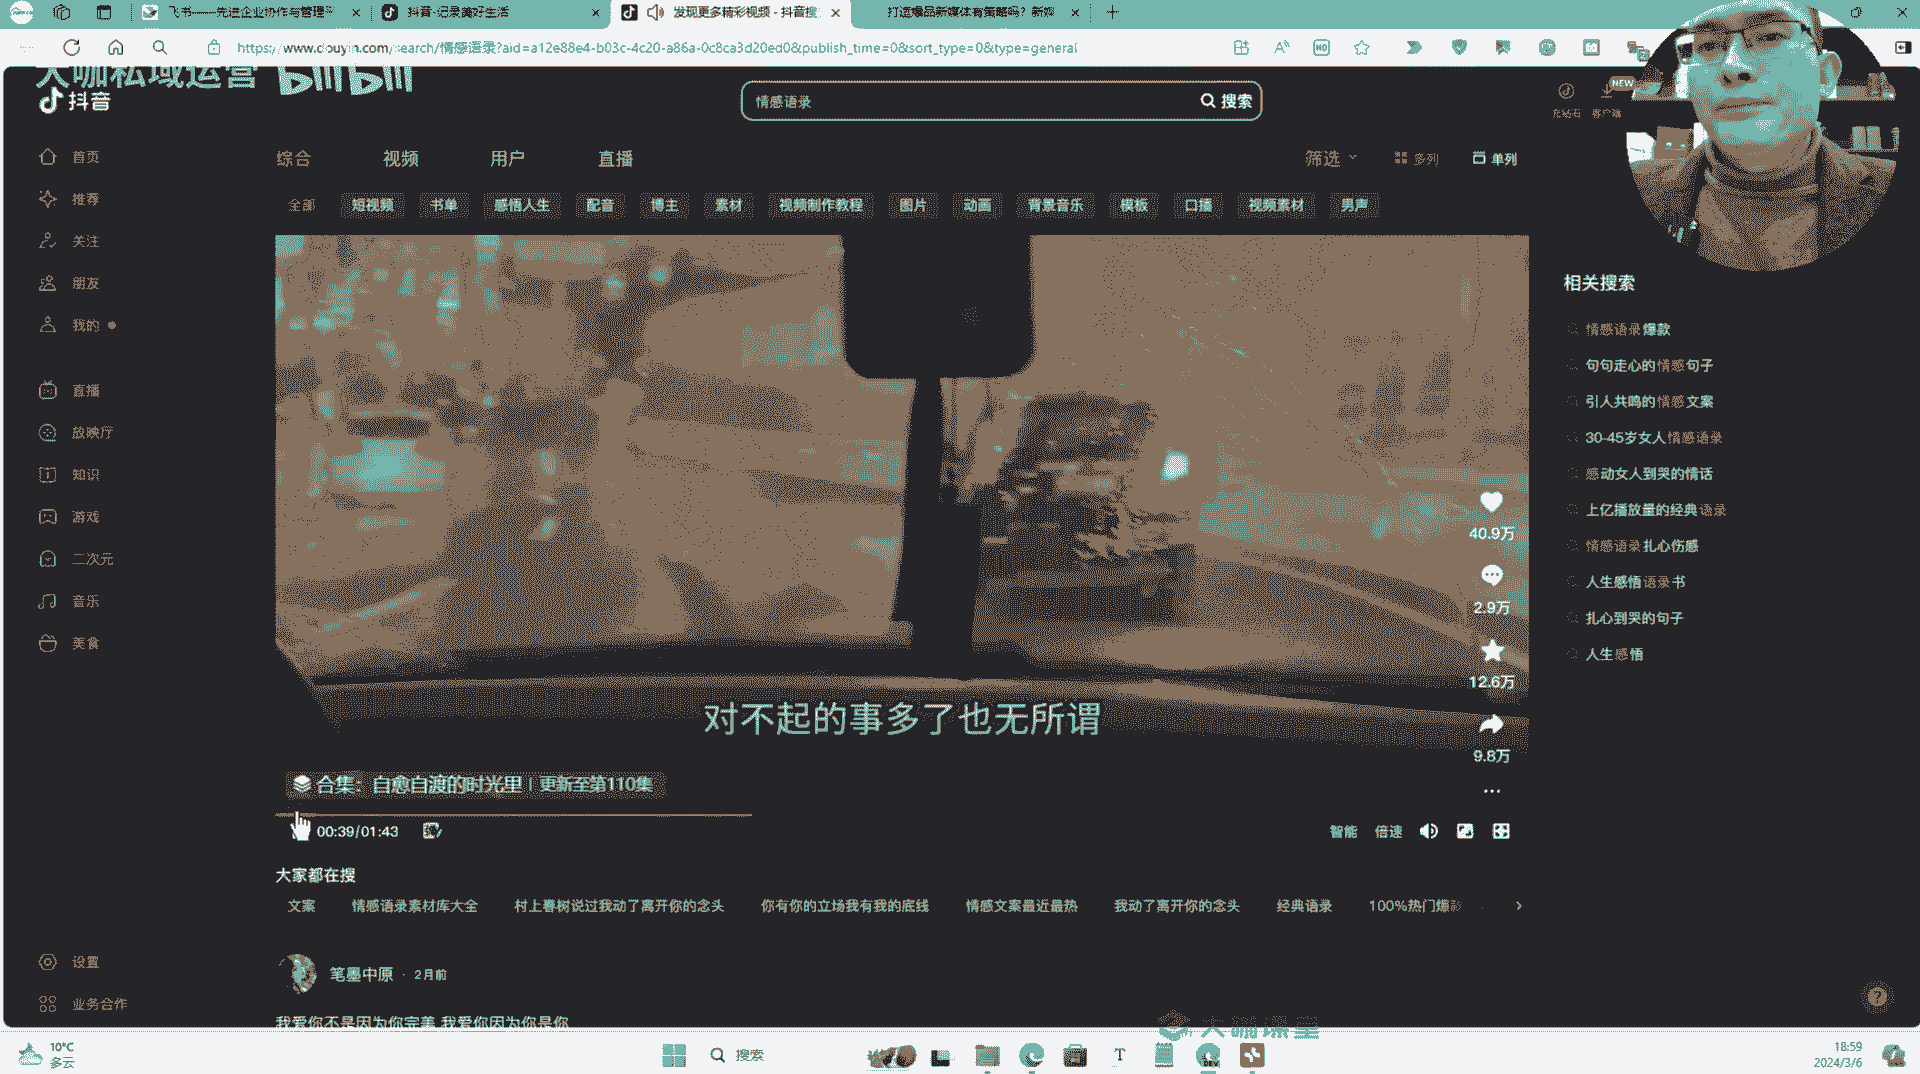 飞书——先进企业协作与管理平
抖音-记录美好生活
发现更多精彩视频 - 抖音搜
打造爆品新媒体有策略吗？新媒
https://www.douyin.com/search/情感语录?aid=a12e88e4-b03c-4c20-a86a-0c8ca3d20ed0&publish_time=0&sort_type=0&type=general
大咖私域运营 bilibili
抖音
情感语录
搜索
充钻石
客户端
NEW
首页
推荐
关注
朋友
我的
直播
放映厅
知识
游戏
二次元
音乐
美食
设置
业务合作
综合 视频 用户 直播
筛选 多列 单列
全部 短视频 书单 感悟人生 配音 博主 素材 视频制作教程 图片 动画 背景音乐 模板 口播 视频素材 男声
40.9万
2.9万
12.6万
9.8万
对不起的事多了也无所谓
合集：自愈自渡的时光里 | 更新至第110集
00:39/01:43
智能 倍速
大家都在搜
文案 情感语录素材库大全 村上春树说过我动了离开你的念头 你有你的立场我有我的底线 情感文案最近最热 我动了离开你的念头 经典语录 100%热门爆
笔墨中原 · 2月前
我爱你不是因为你完美 我爱你因为你是你
相关搜索
情感语录爆款
句句走心的情感句子
引人共鸣的情感文案
30-45岁女人情感语录
感动女人到哭的情话
上亿播放量的经典语录
情感语录扎心伤感
人生感悟语录书
扎心到哭的句子
人生感悟
大咖课堂
10°C
多云
搜索
DEV
18:59
2024/3/6